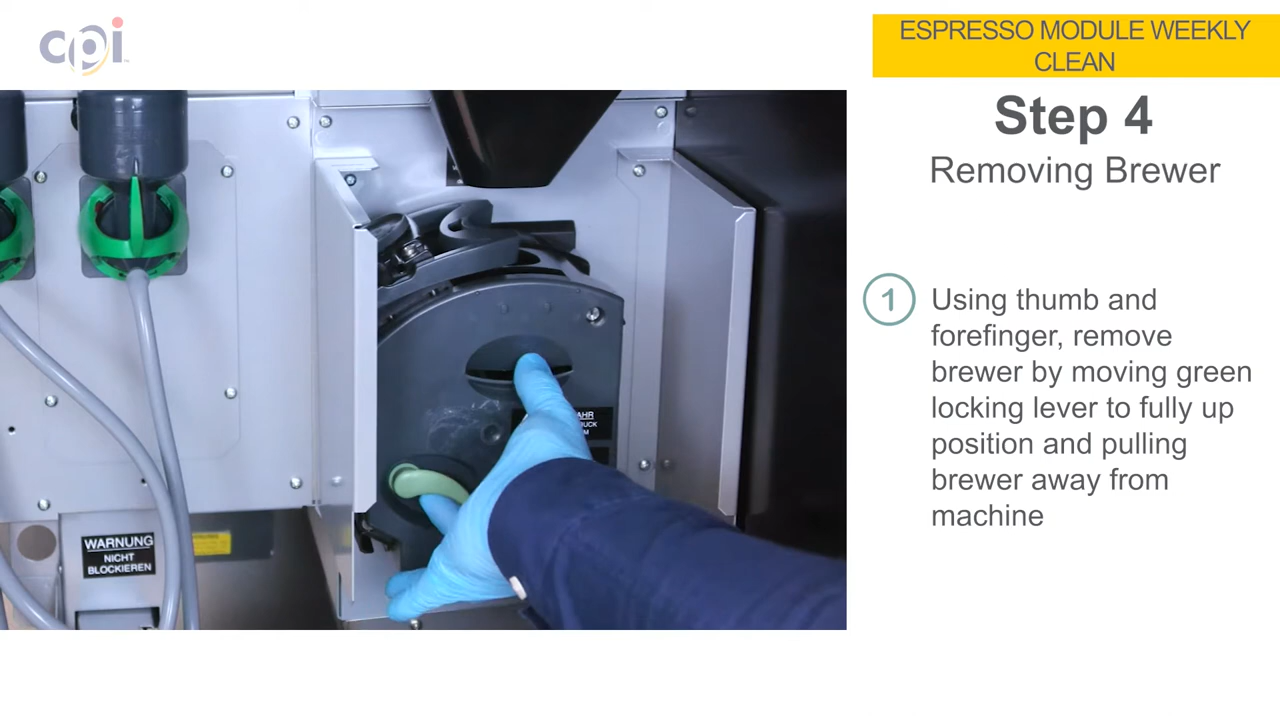 cpi
ESPRESSO MODULE WEEKLY
CLEAN
Step 4
Removing Brewer
1
Using thumb and
forefinger, remove
brewer by moving green
locking lever to fully up
position and pulling
brewer away from
machine
WARNUNG
NICHT
BLOCKIEREN